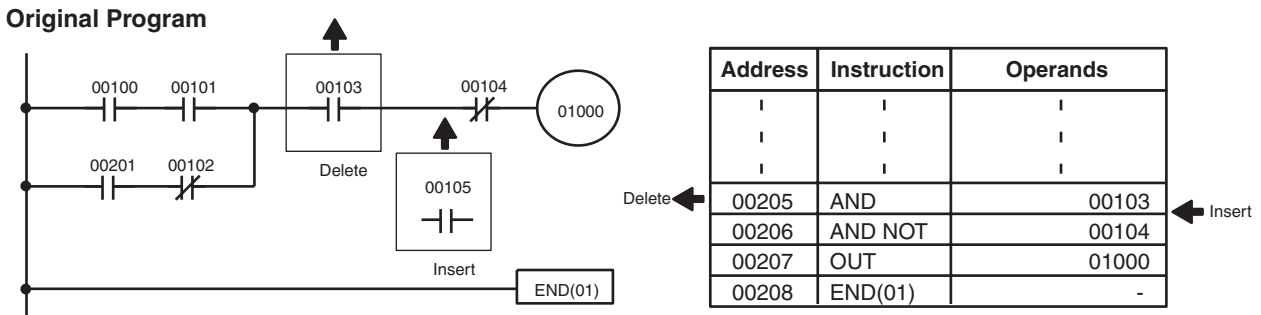 Original Program
00100 00101 00103 00104
01000
00201 00102
Delete
00105
Insert
END(01)
Address Instruction Operands
Delete 00205 AND 00103
Insert
00206 AND NOT 00104
00207 OUT 01000
00208 END(01) -